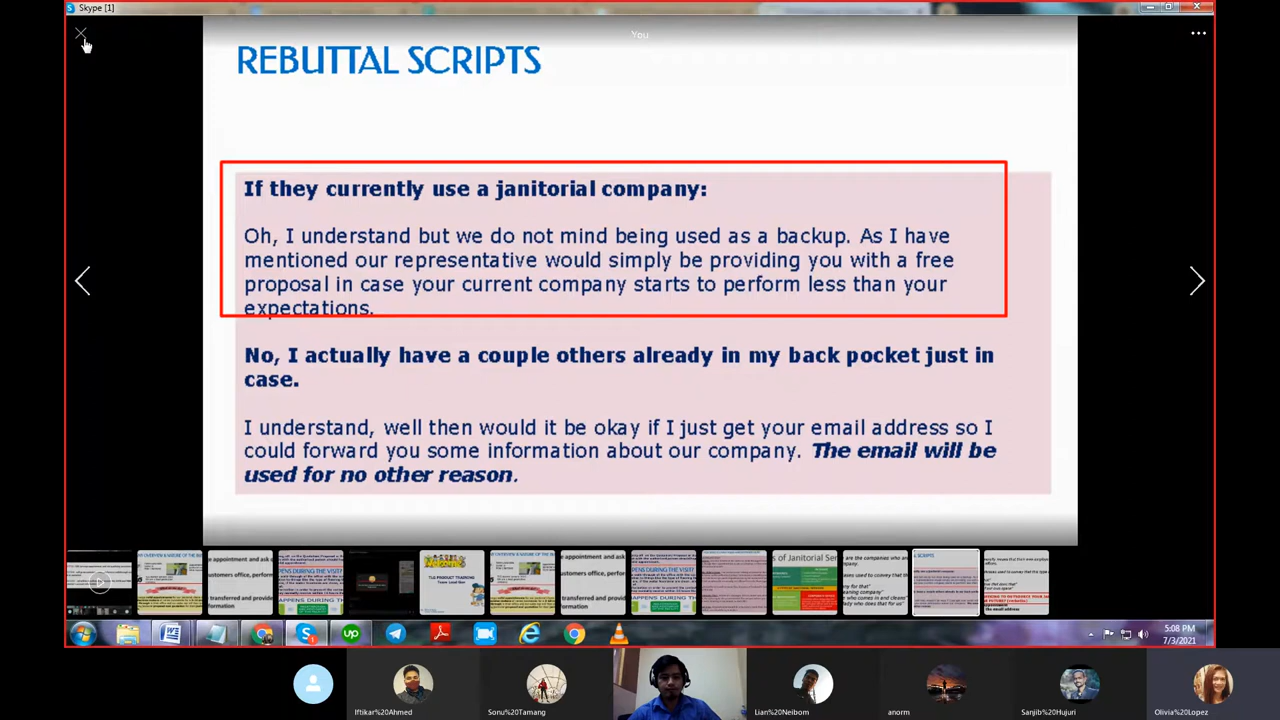 Skype [1]
You
REBUTTAL SCRIPTS
If they currently use a janitorial company:
Oh, I understand but we do not mind being used as a backup. As I have
mentioned our representative would simply be providing you with a free
proposal in case your current company starts to perform less than your
expectations.
No, I actually have a couple others already in my back pocket just in
case.
I understand, well then would it be okay if I just get your email address so I
could forward you some information about our company. The email will be
used for no other reason.
5:08 PM
7/3/2021
Iftikar%20Ahmed
Sonu%20Tamang
Lian%20Neibom
anorm
Sanjib%20Hujuri
Olivia%20Lopez